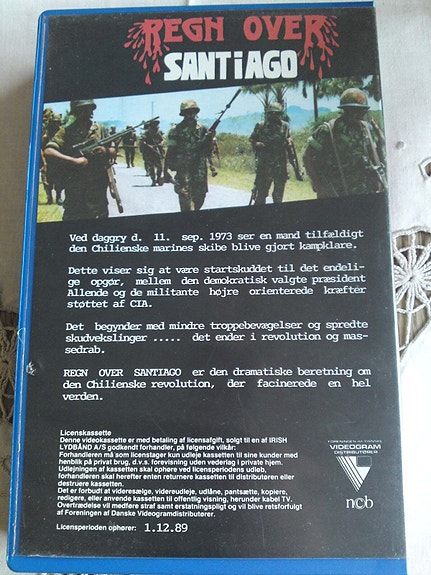 REGN OVER
SANTiAGO
Ved daggry d. 11. sep. 1973 ser en mand tilfældigt
den Chilienske marines skibe blive gjort kampklare.
Dette viser sig at være startskuddet til det endeli-
ge opgør, mellem den demokratisk valgte præsident
Allende og de militante højre orienterede kræfter
støttet af CIA.
Det begynder med mindre troppebevægelser og spredte
skudvekslinger ..... det ender i revolution og mas-
sedrab.
REGN OVER SANTIAGO er den dramatiske beretning om
den Chilienske revolution, der facinerede en hel
verden.
Licenskassette
Denne videokassette er med betaling af licensafgift, solgt til en af IRISH
LYDBÅND A/S godkendt forhandler, på følgende vilkår:
Forhandleren må som licenstager kun udleje kassetten til sine kunder med
henblik på privat brug, d.v.s. forevisning uden vederlag i private hjem.
Udlejningen af kassetten skal ophøre ved licensperiodens udløb,
forhandleren skal herefter enten returnere kassetten til distributøren eller
destruere kassetten.
Det er forbudt at videresælge, videreudleje, udlåne, pantsætte, kopiere,
redigere, eller anvende kassetten til offentlig visning, herunder kabel TV.
Overtrædelse vil medføre straf samt erstatningspligt og vil blive retsforfulgt
af Foreningen af Danske Videogramdistributører.
Licensperioden ophører: 1.12.89
FORENINGEN AF DANSKE
VIDEOGRAM
DISTRIBUTØRER
ncb